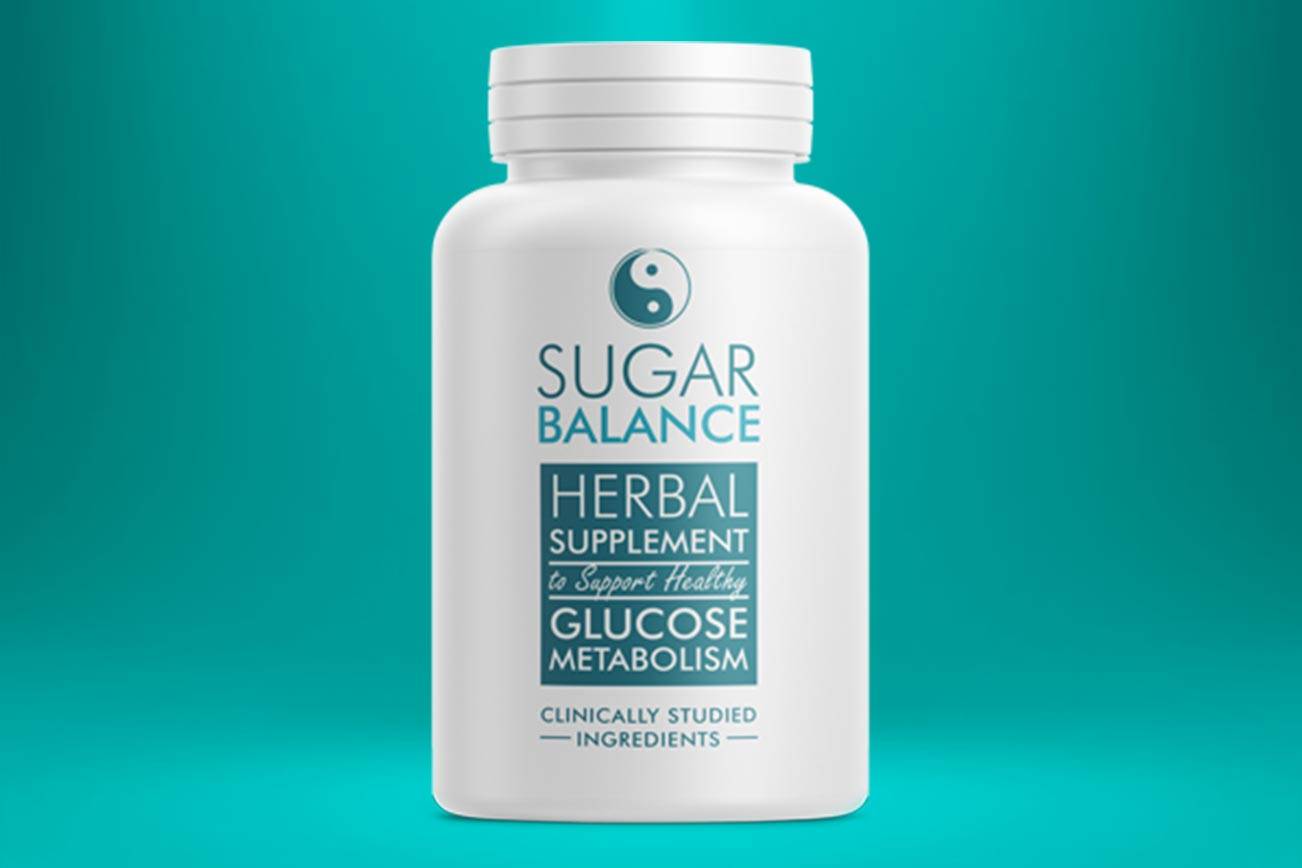 SUGAR
BALANCE
HERBAL
SUPPLEMENT
to Support Healthy
GLUCOSE
METABOLISM
CLINICALLY STUDIED
INGREDIENTS